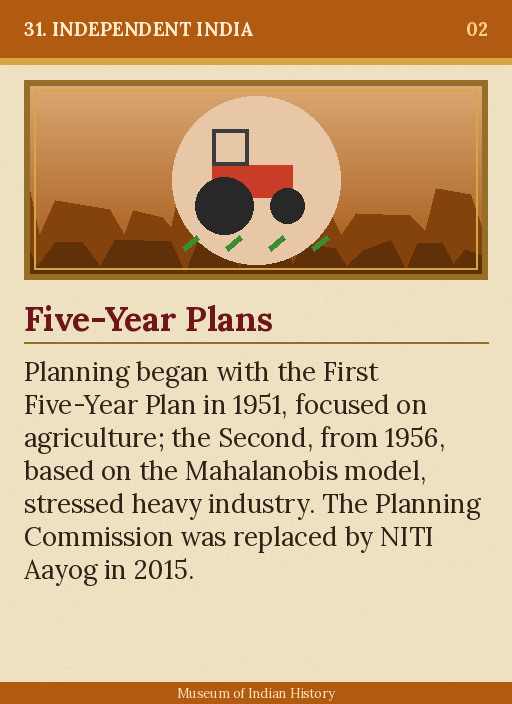 31. INDEPENDENT INDIA
02
Five-Year Plans
Planning began with the First
Five-Year Plan in 1951, focused on
agriculture; the Second, from 1956,
based on the Mahalanobis model,
stressed heavy industry. The Planning
Commission was replaced by NITI
Aayog in 2015.
Museum of Indian History